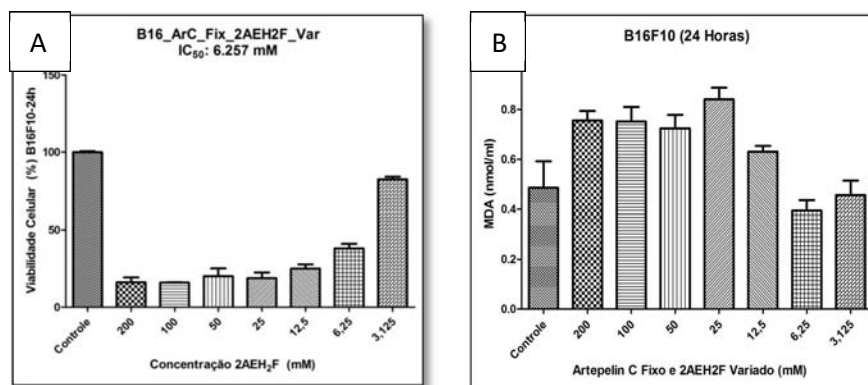 A
B16_ArC_Fix_2AEH2F_Var
IC50: 6.257 mM
Viabilidade Celular (%) B16F10-24h
150
100
50
0
Controle
200
100
50
25
12,5
6,25
3,125
Concentração 2AEH2F (mM)
B
B16F10 (24 Horas)
MDA (nmol/ml)
0.8
0.6
0.4
0.2
0.0
Controle
200
100
50
25
12,5
6,25
3,125
Artepelin C Fixo e 2AEH2F Variado (mM)